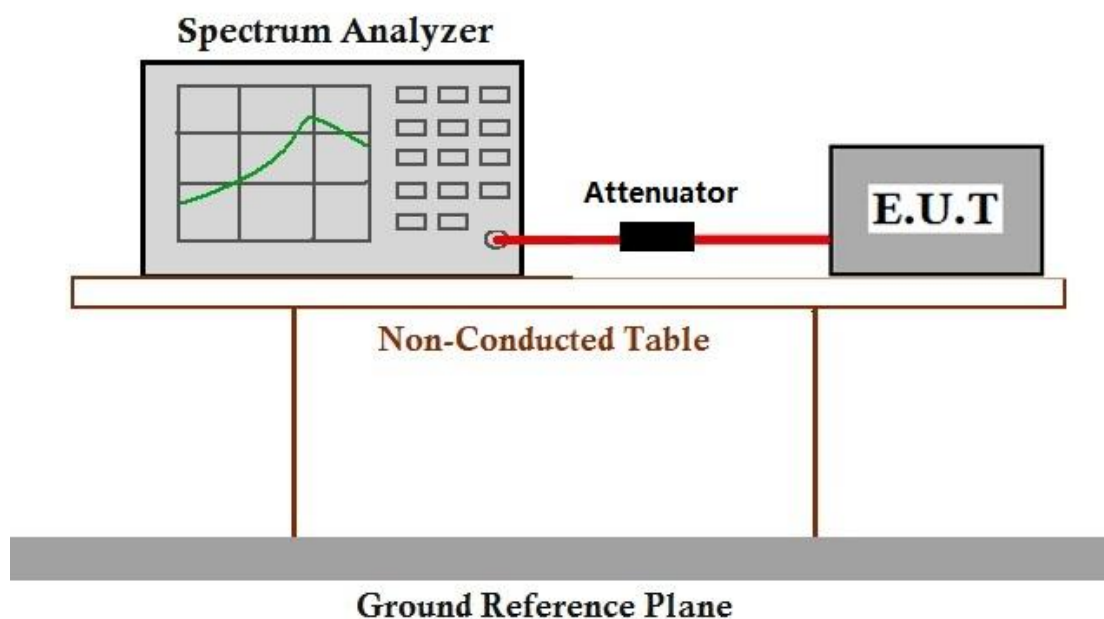 Spectrum Analyzer
Attenuator
E.U.T
Non-Conducted Table
Ground Reference Plane